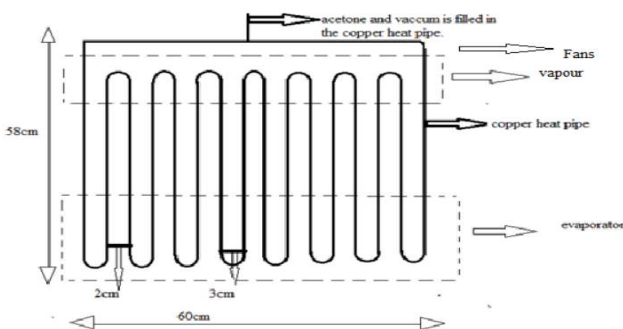 acetone and vaccum is filled in
the copper heat pipe.
Fans
vapour
58cm
copper heat pipe
evaporator
2cm
3cm
60cm